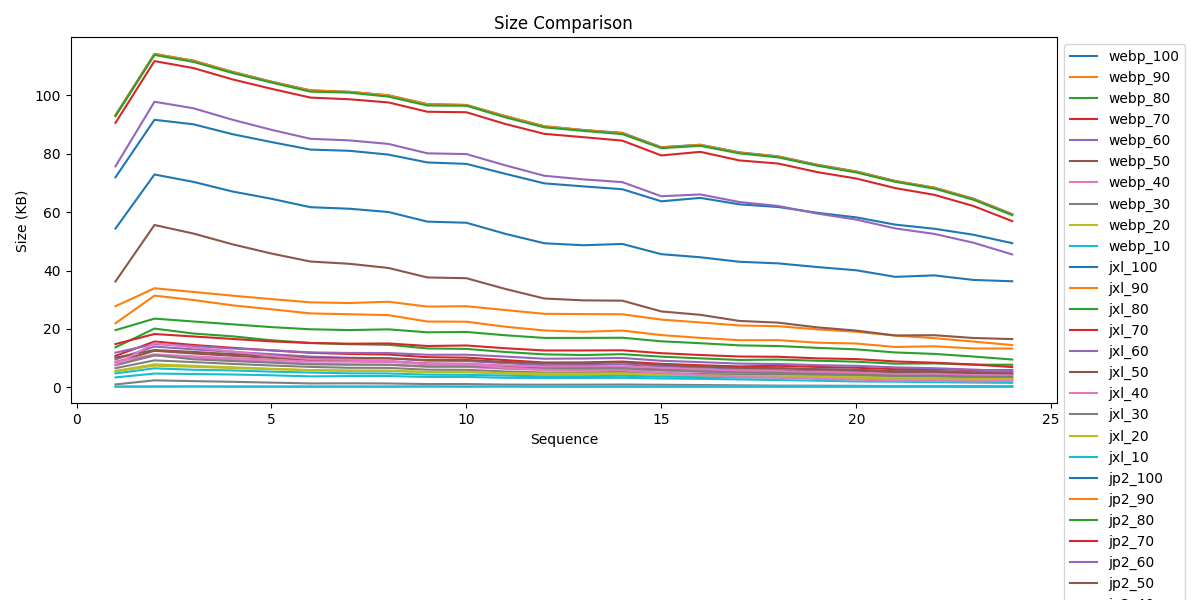 Size Comparison
Size (KB)
100
80
60
40
20
0
0
5
10
15
20
25
Sequence
webp_100
webp_90
webp_80
webp_70
webp_60
webp_50
webp_40
webp_30
webp_20
webp_10
jxl_100
jxl_90
jxl_80
jxl_70
jxl_60
jxl_50
jxl_40
jxl_30
jxl_20
jxl_10
jp2_100
jp2_90
jp2_80
jp2_70
jp2_60
jp2_50